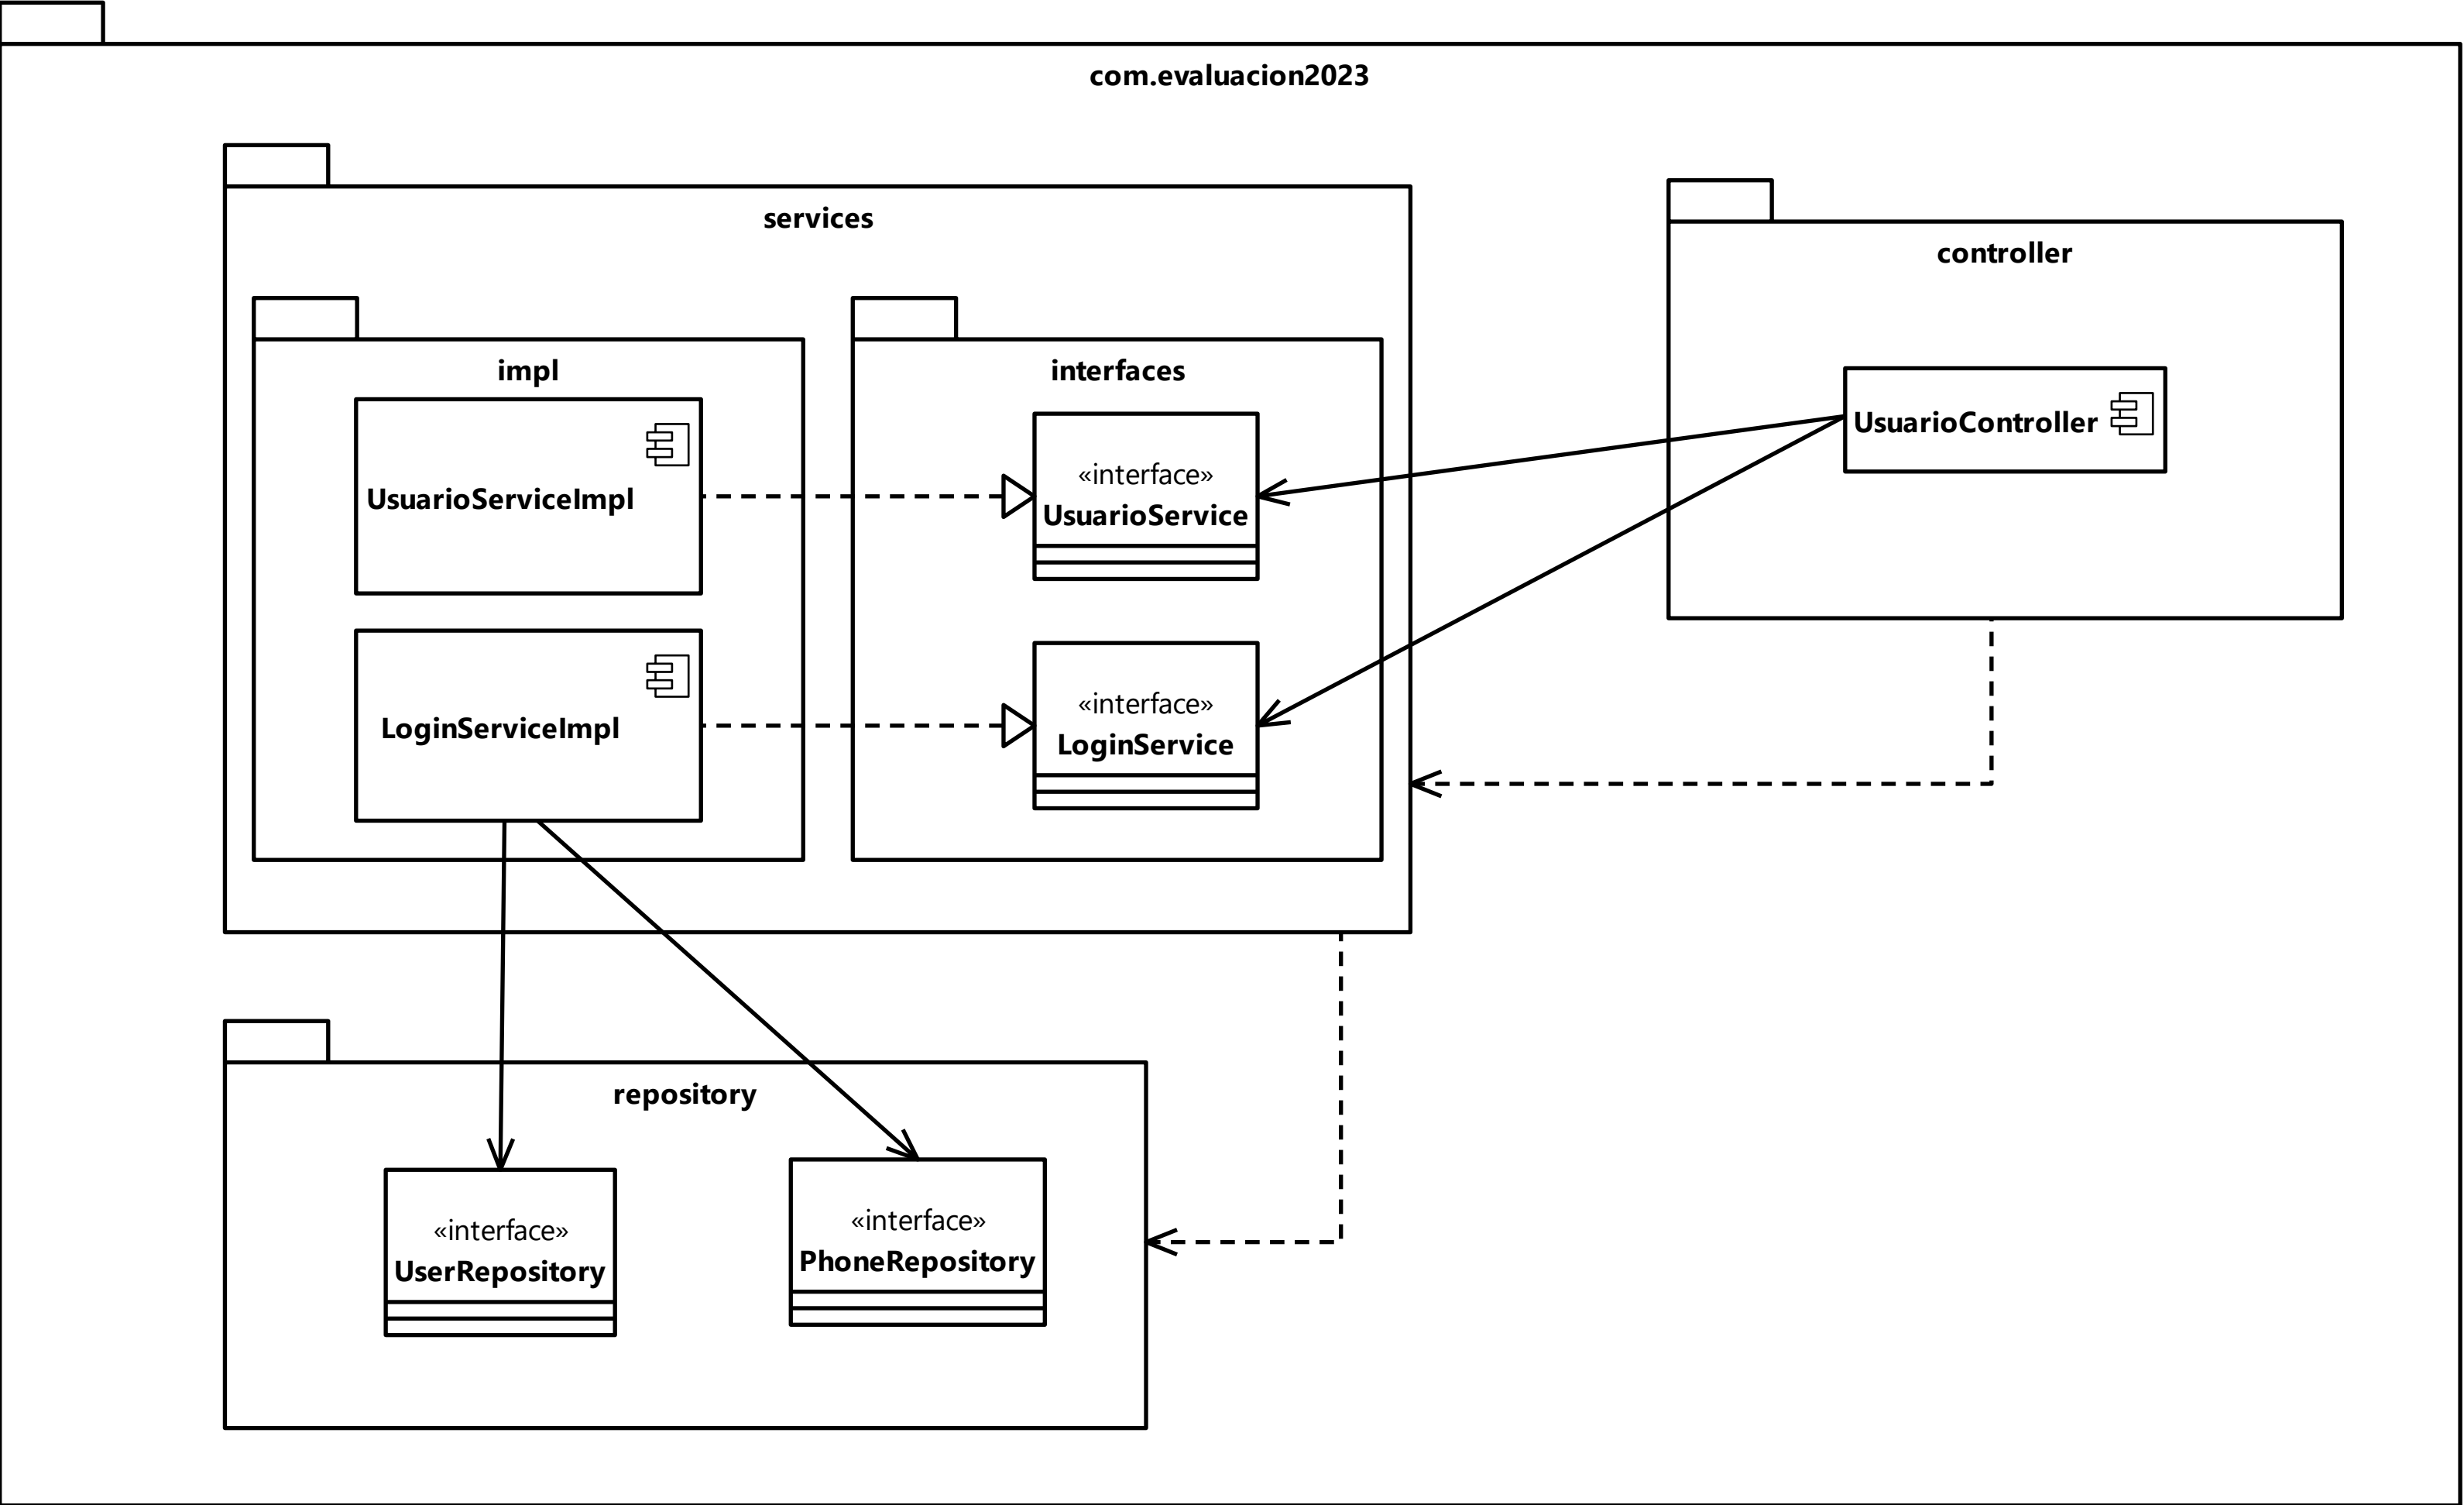 com.evaluacion2023
services
controller
impl
interfaces
UsuarioServiceImpl
«interface»
UsuarioService
UsuarioController
LoginServiceImpl
«interface»
LoginService
repository
«interface»
UserRepository
«interface»
PhoneRepository